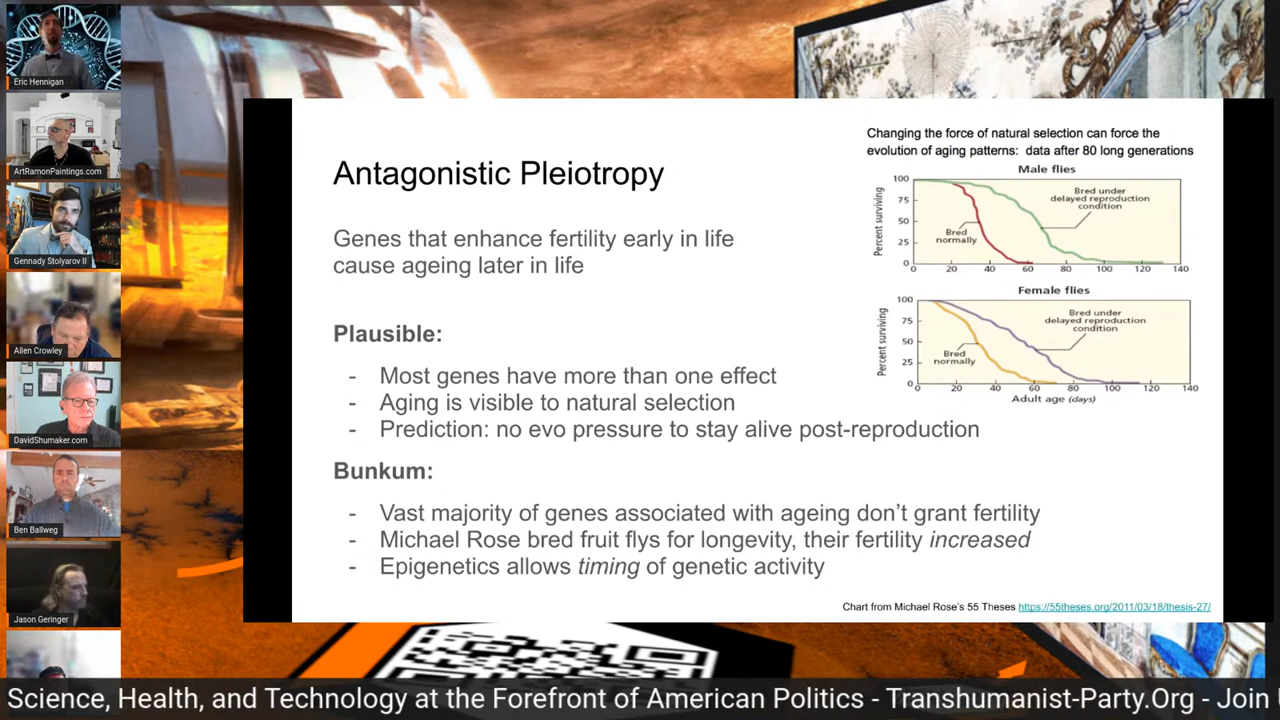 Eric Hennigan
ArtRamonPaintings.com
Gennady Stolyarov II
Allen Crowley
DavidShumaker.com
Ben Ballweg
Jason Geringer
Antagonistic Pleiotropy
Genes that enhance fertility early in life
cause ageing later in life
Plausible:
- Most genes have more than one effect
- Aging is visible to natural selection
- Prediction: no evo pressure to stay alive post-reproduction
Bunkum:
- Vast majority of genes associated with ageing don’t grant fertility
- Michael Rose bred fruit flys for longevity, their fertility increased
- Epigenetics allows timing of genetic activity
Changing the force of natural selection can force the
evolution of aging patterns: data after 80 long generations
Male flies
Percent surviving
100
75
50
25
0
Bred under
delayed reproduction
condition
Bred
normally
0 20 40 60 80 100 120 140
Female flies
Percent surviving
100
75
50
25
0
Bred under
delayed reproduction
condition
Bred
normally
0 20 40 60 80 100 120 140
Adult age (days)
Chart from Michael Rose’s 55 Theses https://55theses.org/2011/03/18/thesis-27/
Science, Health, and Technology at the Forefront of American Politics - Transhumanist-Party.Org - Join